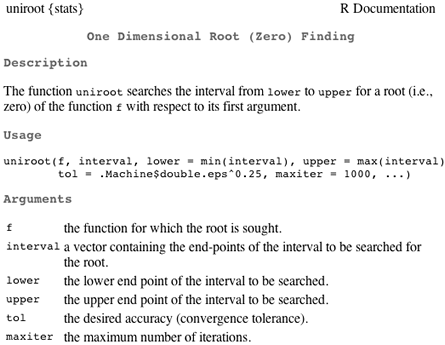 uniroot {stats} R Documentation
One Dimensional Root (Zero) Finding
Description
The function uniroot searches the interval from lower to upper for a root (i.e.,
zero) of the function f with respect to its first argument.
Usage
uniroot(f, interval, lower = min(interval), upper = max(interval)
tol = .Machine$double.eps^0.25, maxiter = 1000, ...)
Arguments
f the function for which the root is sought.
interval a vector containing the end-points of the interval to be searched for
the root.
lower the lower end point of the interval to be searched.
upper the upper end point of the interval to be searched.
tol the desired accuracy (convergence tolerance).
maxiter the maximum number of iterations.